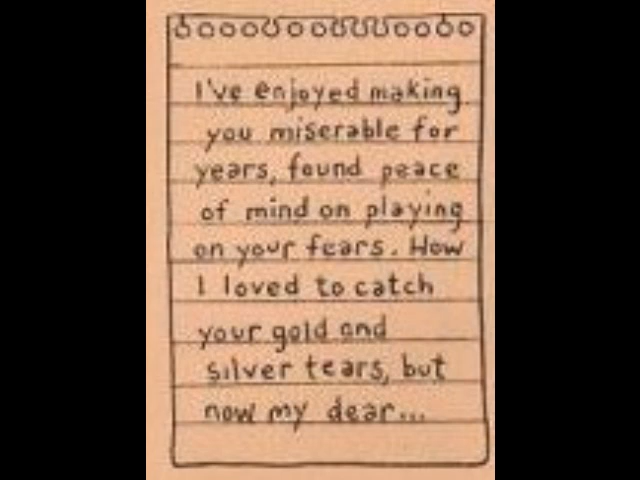 I've enjoyed making
you miserable for
years, found peace
of mind on playing
on your fears. How
I loved to catch
your gold and
silver tears, but
now my dear...